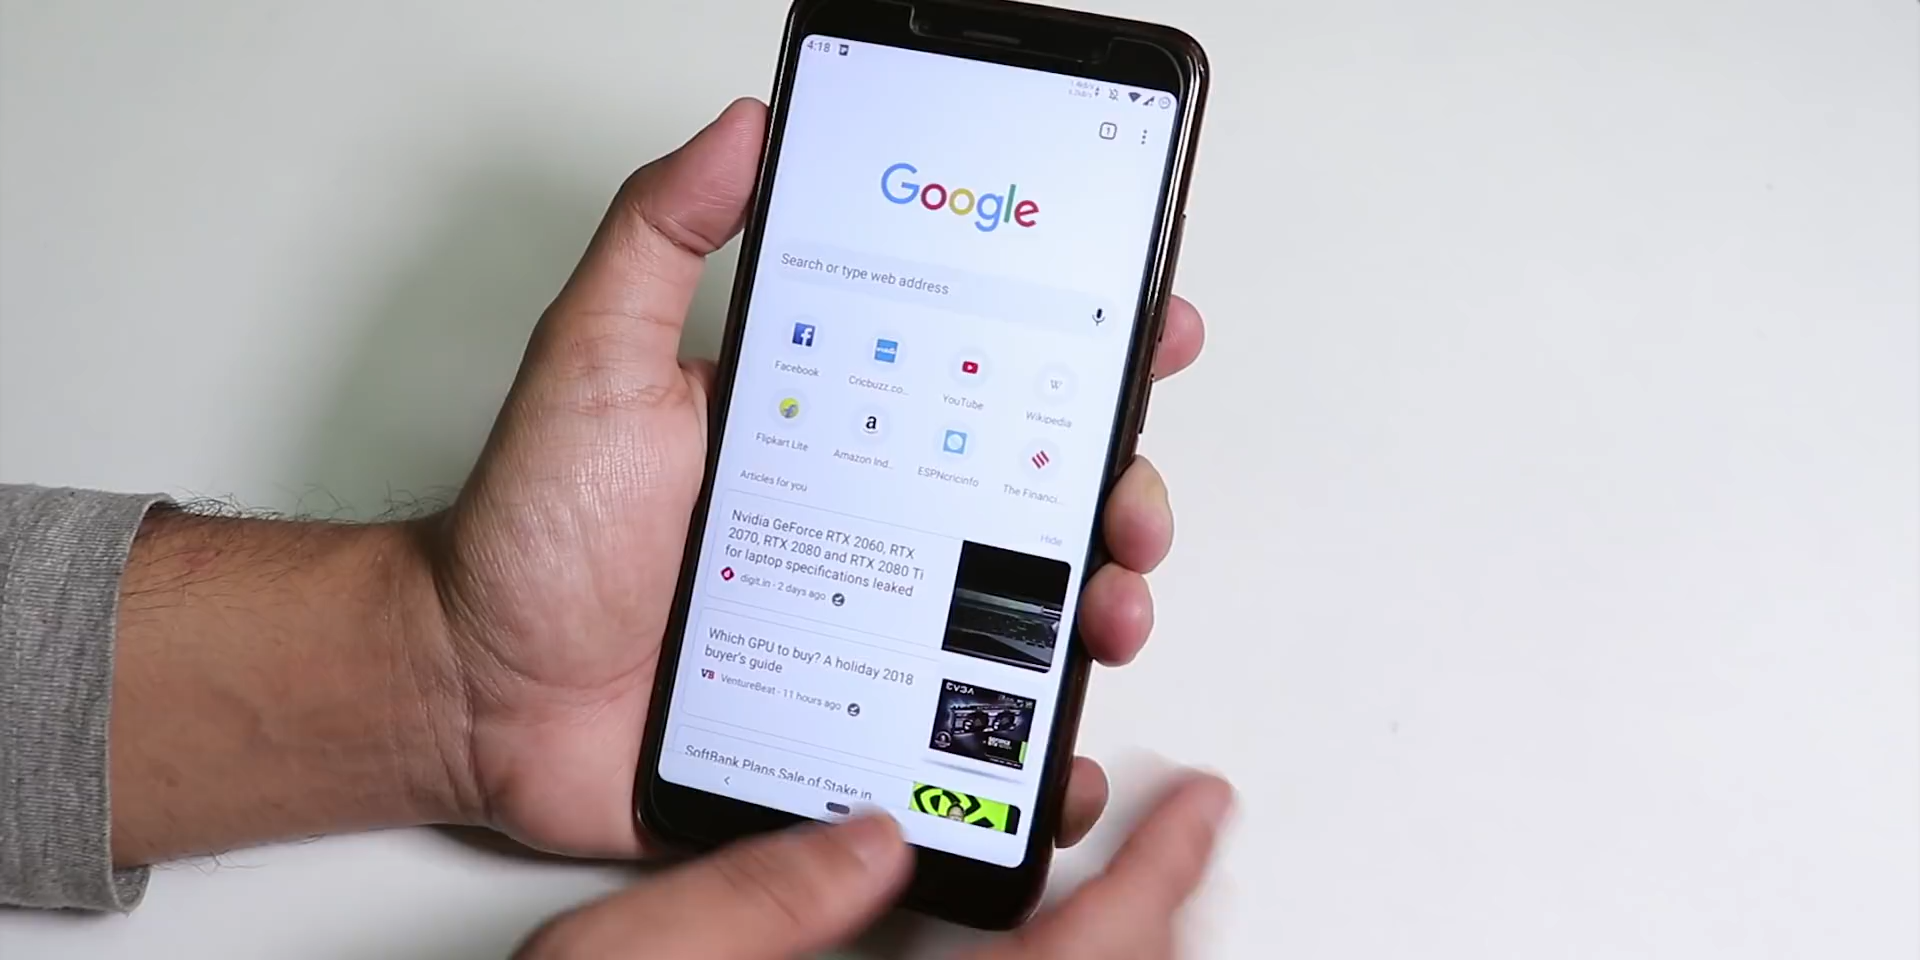 4:18
1
Google
Search or type web address
Facebook
Cricbuzz.co...
YouTube
W
Wikipedia
Flipkart Lite
a
Amazon Ind...
ESPNcricinfo
The Financi...
Articles for you
Hide
Nvidia GeForce RTX 2060, RTX
2070, RTX 2080 and RTX 2080 Ti
for laptop specifications leaked
digit.in - 2 days ago
Which GPU to buy? A holiday 2018
buyer's guide
VB VentureBeat - 11 hours ago
EVGA
SoftBank Plans Sale of Stake in